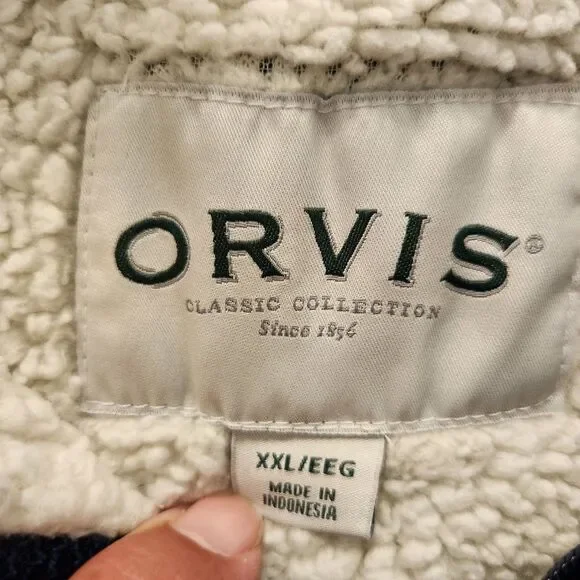 ORVIS®
CLASSIC COLLECTION
Since 1856
XXL/EEG
MADE IN
INDONESIA